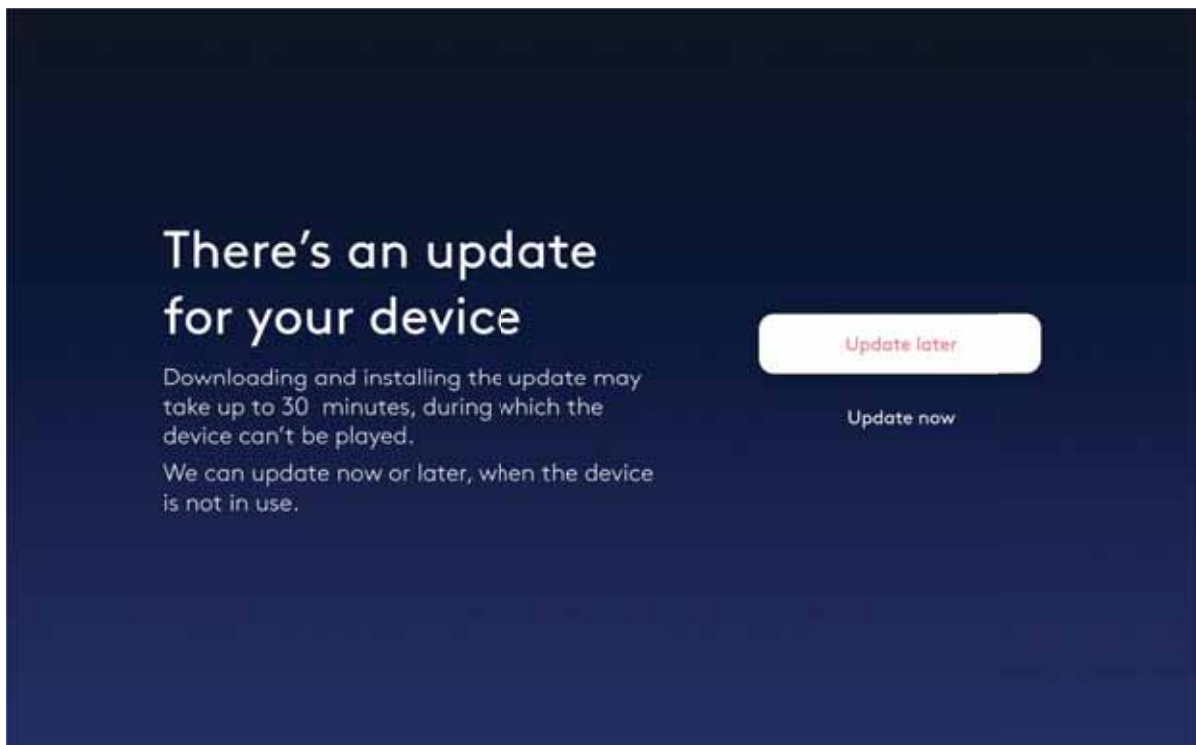 There's an update
for your device
Downloading and installing the update may
take up to 30 minutes, during which the
device can't be played.
We can update now or later, when the device
is not in use.
Update later
Update now